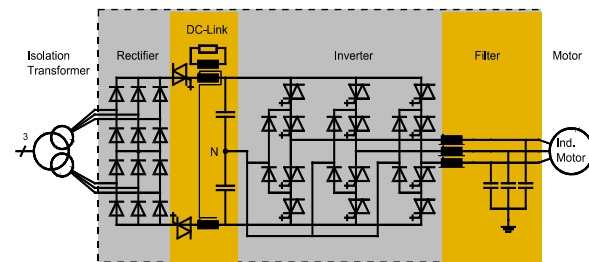 DC-Link
Isolation
Transformer
Rectifier
Inverter
Filter
Motor
3
N
Ind.
Motor